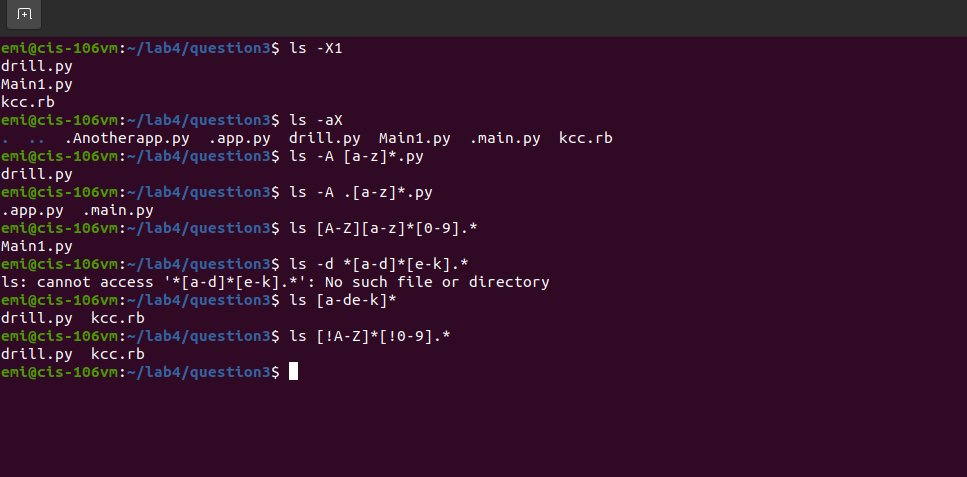 emi@cis-106vm:~/lab4/question3$ ls -X1
drill.py
Main1.py
kcc.rb
emi@cis-106vm:~/lab4/question3$ ls -aX
.  ..  .Anotherapp.py  .app.py  drill.py  Main1.py  .main.py  kcc.rb
emi@cis-106vm:~/lab4/question3$ ls -A [a-z]*.py
drill.py
emi@cis-106vm:~/lab4/question3$ ls -A .[a-z]*.py
.app.py  .main.py
emi@cis-106vm:~/lab4/question3$ ls [A-Z][a-z]*[0-9].*
Main1.py
emi@cis-106vm:~/lab4/question3$ ls -d *[a-d]*[e-k].*
ls: cannot access '*[a-d]*[e-k].*': No such file or directory
emi@cis-106vm:~/lab4/question3$ ls [a-de-k]*
drill.py  kcc.rb
emi@cis-106vm:~/lab4/question3$ ls [!A-Z]*[!0-9].*
drill.py  kcc.rb
emi@cis-106vm:~/lab4/question3$